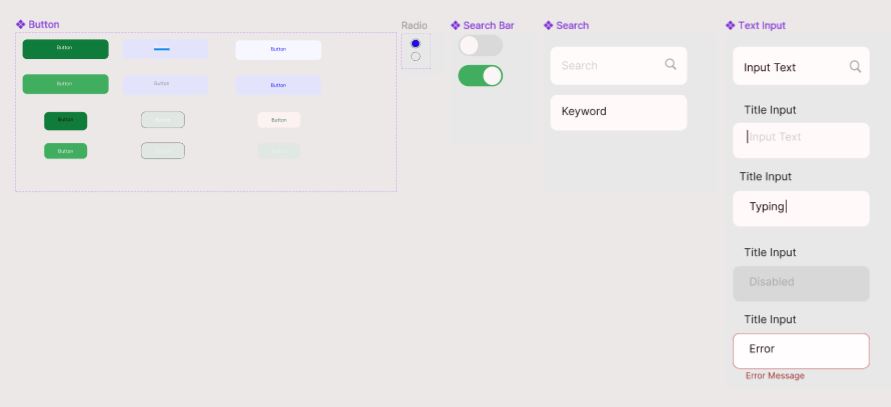 Button
Radio
Search Bar
Search
Text Input
Button
Button
Button
Button
Button
Button
Button
Button
Button
Search
Keyword
Input Text
Title Input
Input Text
Title Input
Typing
Title Input
Disabled
Title Input
Error
Error Message